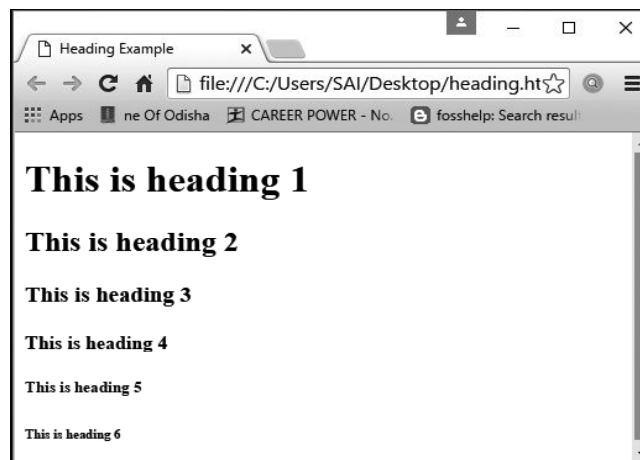 Heading Example
file:///C:/Users/SAI/Desktop/heading.ht
Apps ne Of Odisha CAREER POWER - No. fosshelp: Search resul
This is heading 1
This is heading 2
This is heading 3
This is heading 4
This is heading 5
This is heading 6